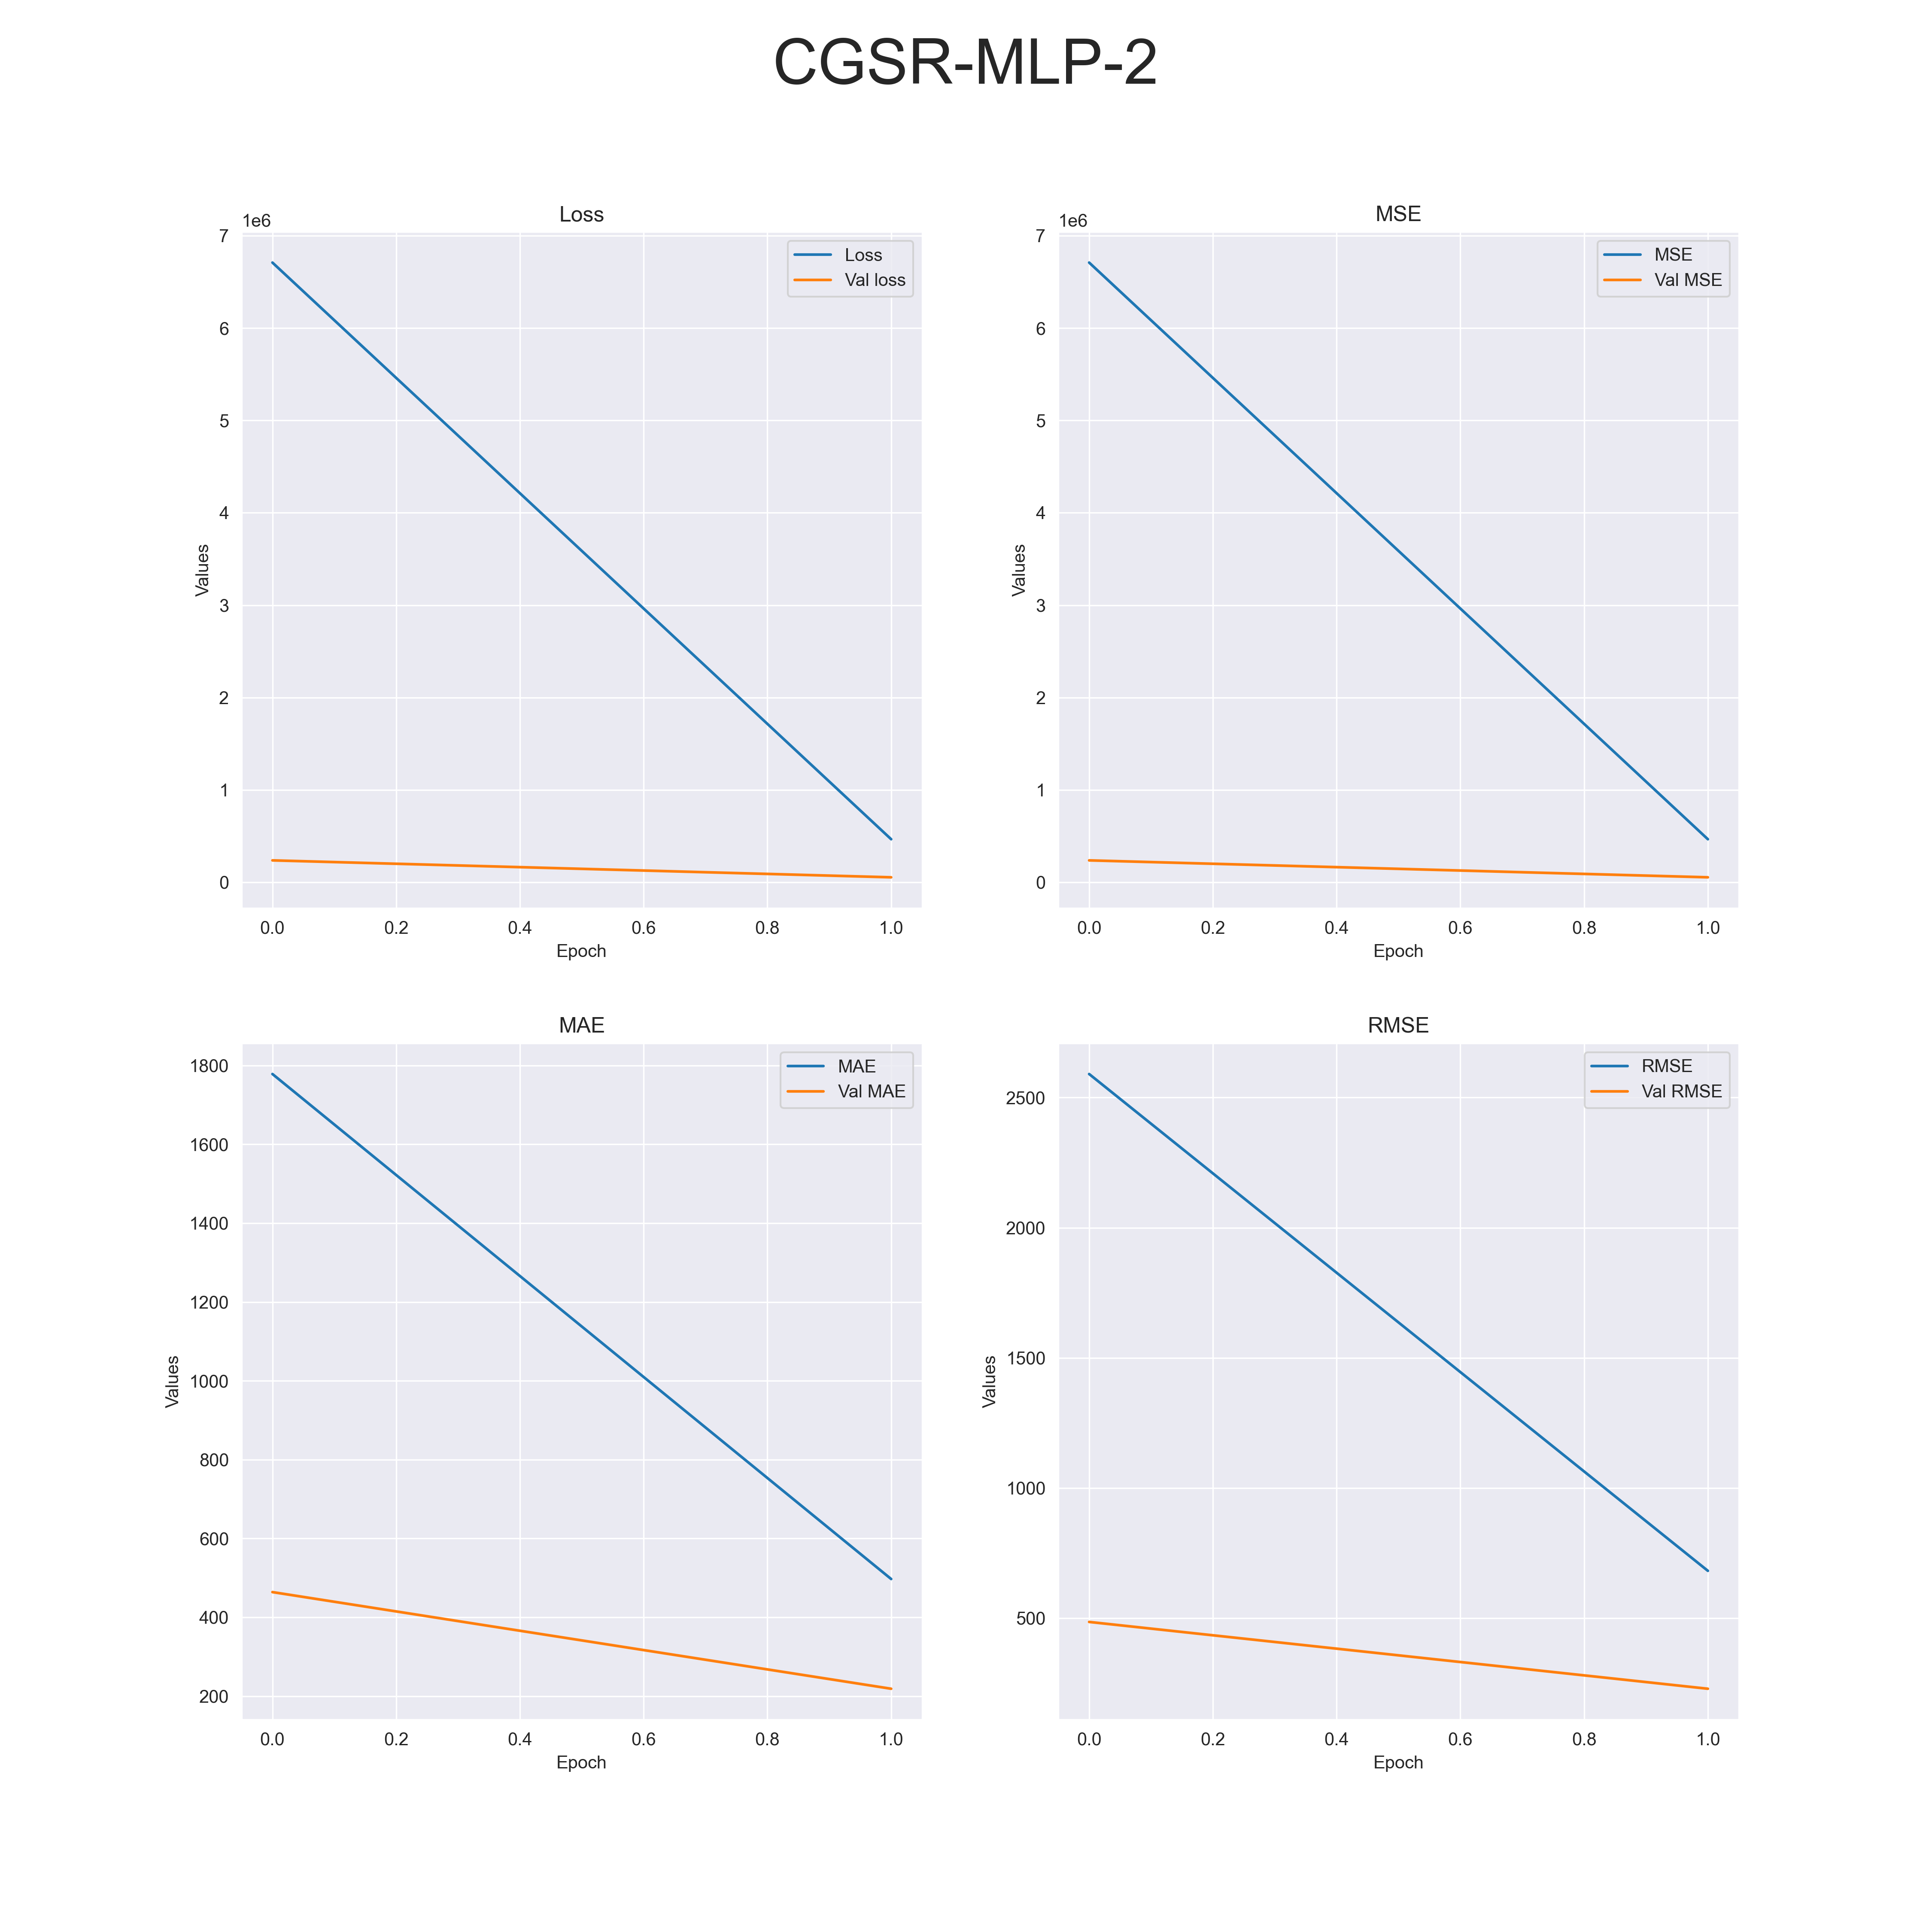 CGSR-MLP-2
Loss
1e6
7
6
5
4
3
2
1
0
Values
0.0 0.2 0.4 0.6 0.8 1.0
Epoch
Loss
Val loss
MSE
1e6
7
6
5
4
3
2
1
0
Values
0.0 0.2 0.4 0.6 0.8 1.0
Epoch
MSE
Val MSE
MAE
1800
1600
1400
1200
1000
800
600
400
200
Values
0.0 0.2 0.4 0.6 0.8 1.0
Epoch
MAE
Val MAE
RMSE
2500
2000
1500
1000
500
Values
0.0 0.2 0.4 0.6 0.8 1.0
Epoch
RMSE
Val RMSE